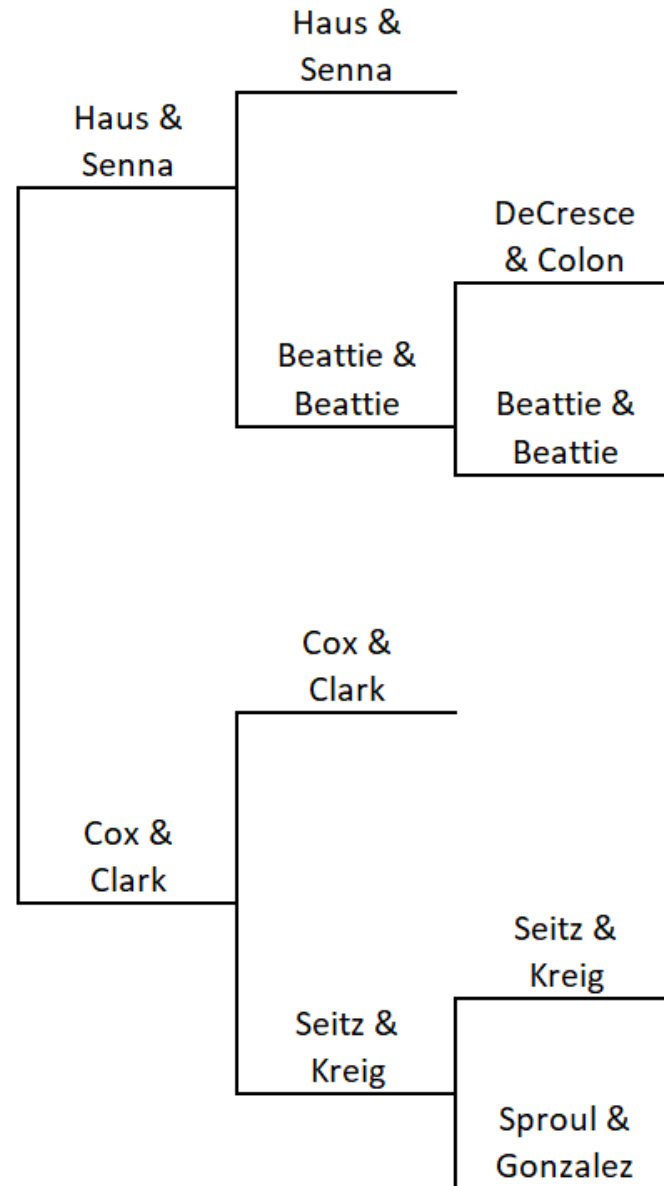 Haus &
Senna
Haus &
Senna
DeCresce
& Colon
Beattie &
Beattie
Beattie &
Beattie
Cox &
Clark
Cox &
Clark
Seitz &
Kreig
Seitz &
Kreig
Sproul &
Gonzalez